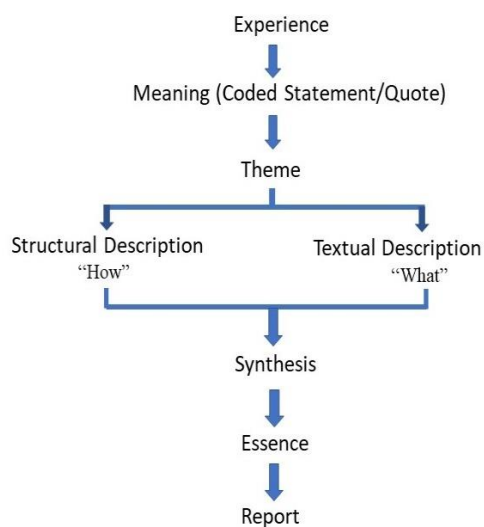 Experience
Meaning (Coded Statement/Quote)
Theme
Structural Description
“How”
Textual Description
“What”
Synthesis
Essence
Report